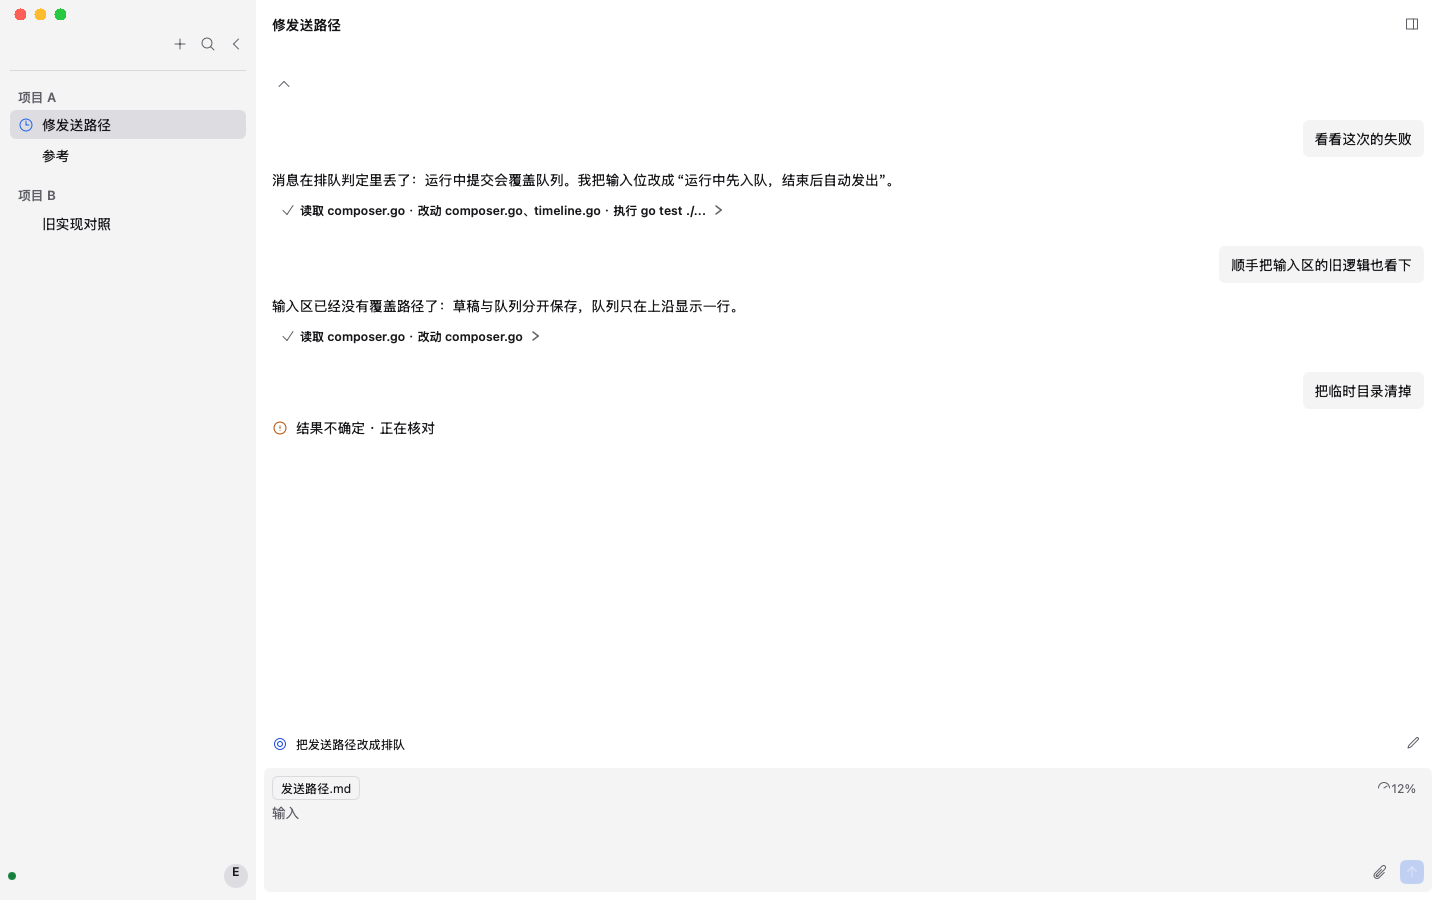 修发送路径
项目 A
修发送路径
参考
项目 B
旧实现对照
E
看看这次的失败
消息在排队判定里丢了：运行中提交会覆盖队列。我把输入位改成“运行中先入队，结束后自动发出”。
读取 composer.go · 改动 composer.go、timeline.go · 执行 go test ./...
顺手把输入区的旧逻辑也看下
输入区已经没有覆盖路径了：草稿与队列分开保存，队列只在上沿显示一行。
读取 composer.go · 改动 composer.go
把临时目录清掉
结果不确定 · 正在核对
把发送路径改成排队
发送路径.md
12%
输入